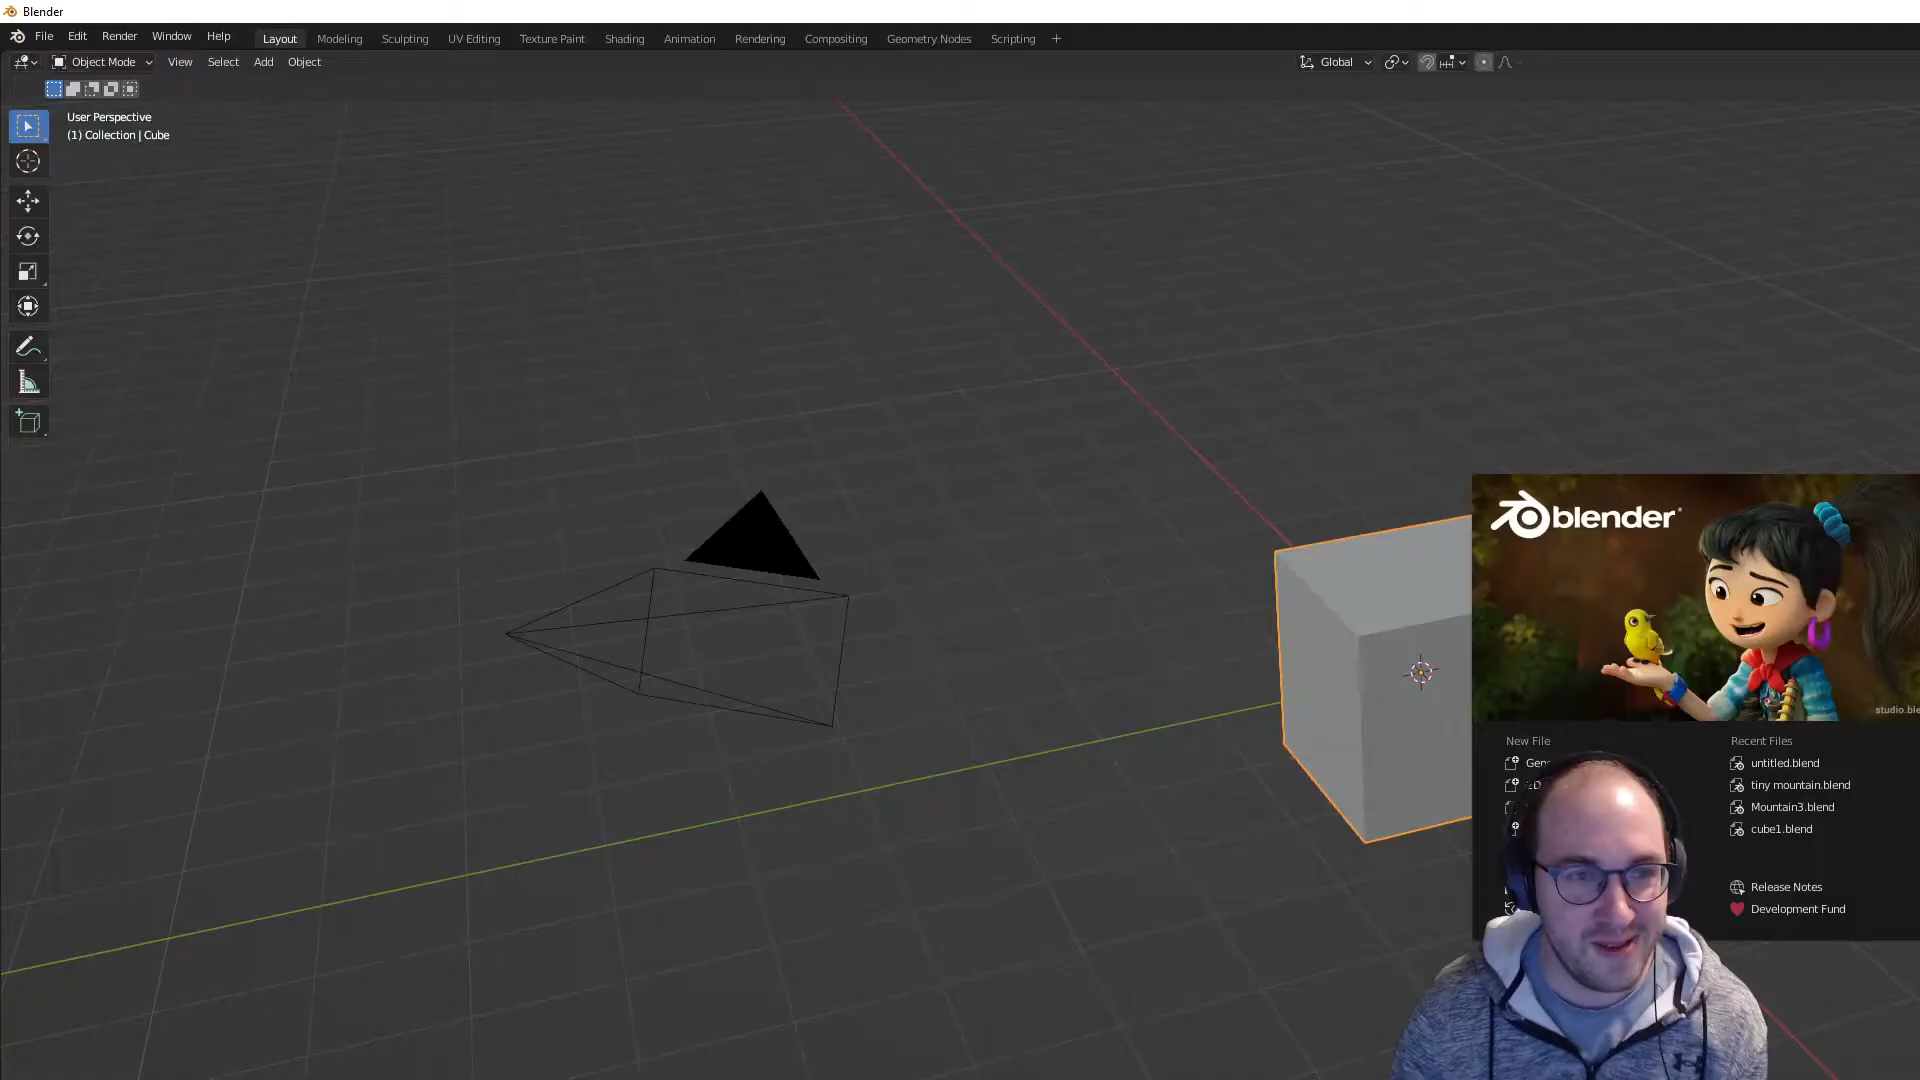 Blender
File Edit Render Window Help Layout Modeling Sculpting UV Editing Texture Paint Shading Animation Rendering Compositing Geometry Nodes Scripting +
Object Mode View Select Add Object Global
User Perspective
(1) Collection | Cube
blender
studio.ble
New File Recent Files
Gene untitled.blend
2D tiny mountain.blend
Mountain3.blend
cube1.blend
Release Notes
Development Fund